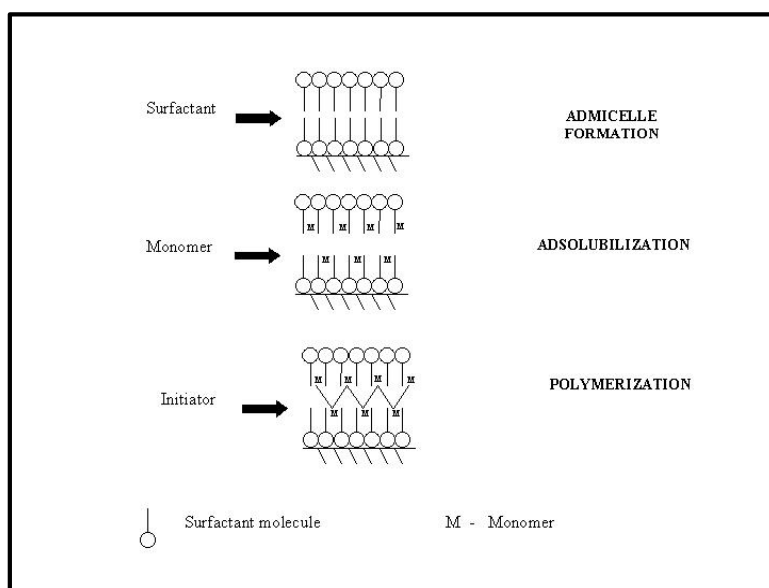 Surfactant
ADMICELLE
FORMATION
M M M M
Monomer
ADSOLUBILIZATION
M M M
M M M M
Initiator
POLYMERIZATION
M M M
Surfactant molecule
M - Monomer